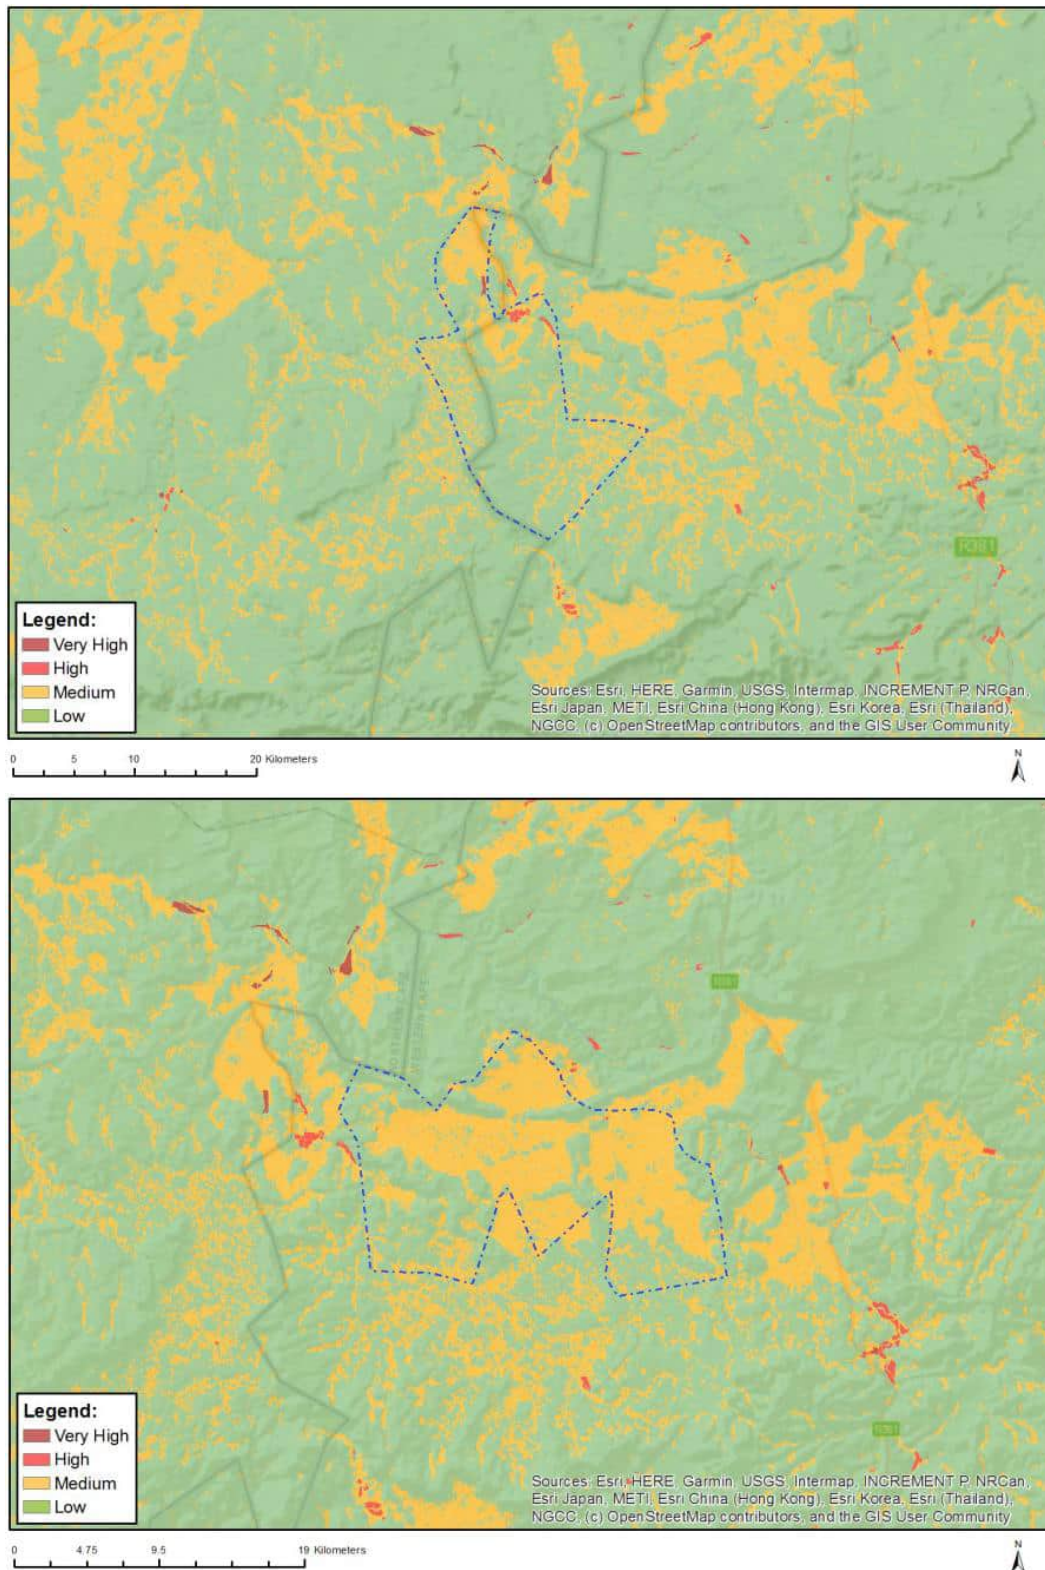 R381
Legend:
Very High
High
Medium
Low
Sources: Esri, HERE, Garmin, USGS, Intermap, INCREMENT P, NRCan,
Esri Japan, METI, Esri China (Hong Kong), Esri Korea, Esri (Thailand),
NGCC, (c) OpenStreetMap contributors, and the GIS User Community
0 5 10 20 Kilometers
N
R381
Legend:
Very High
High
Medium
Low
Sources: Esri, HERE, Garmin, USGS, Intermap, INCREMENT P, NRCan,
Esri Japan, METI, Esri China (Hong Kong), Esri Korea, Esri (Thailand),
NGCC, (c) OpenStreetMap contributors, and the GIS User Community
0 4.75 9.5 19 Kilometers
N